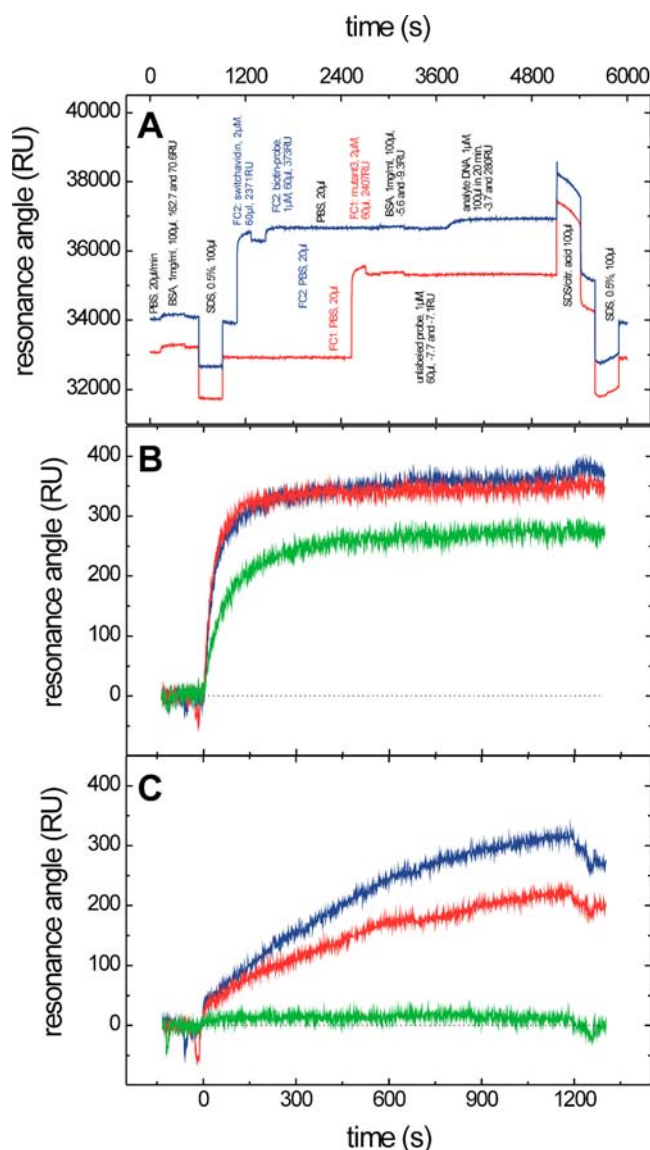 time (s)
0 1200 2400 3600 4800 6000
resonance angle (RU)
40000
38000
36000
34000
32000
A
PBS, 20µl/min
BSA, 1mg/ml, 100µl, 162.7 and 70.6RU
SDS, 0.5%, 100µl
FC2: switchavidin, 2µM,
60µl, 2371RU
FC2: biotin-probe,
1µM, 60µl, 373RU
FC2: PBS, 20µl
PBS, 20µl
FC1: PBS, 20µl
FC1: mutant3, 2µM,
60µl, 2407RU
BSA, 1mg/ml, 100µl,
-5.6 and -9.3RU
unlabeled probe, 1µM,
60µl, -7.7 and -7.1RU
analyte DNA, 1µM,
100µl in 20 min.
-3.7 and 280RU
SDS/citr. acid 100µl
SDS, 0.5%, 100µl
resonance angle (RU)
400
300
200
100
0
B
resonance angle (RU)
400
300
200
100
0
C
0 300 600 900 1200
time (s)